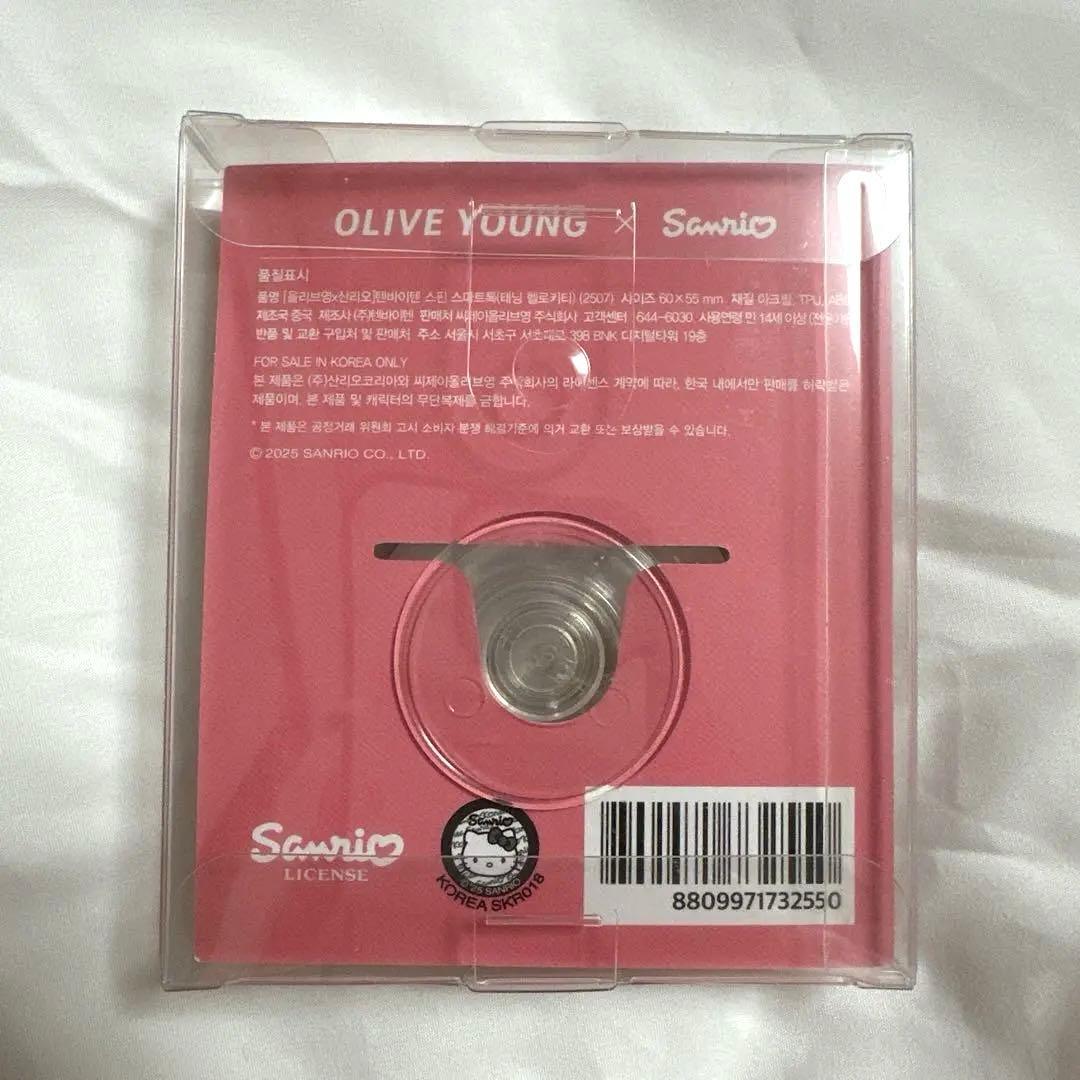 OLIVE YOUNG × Sanrio
품질표시
품명 [올리브영x산리오]텐바이텐 스핀 스마트톡(태닝 헬로키티) (2507) 사이즈 60×55 mm 재질 아크릴, TPU, ABS
제조국 중국 제조사 (주)텐바이텐 판매처 씨제이올리브영 주식회사 고객센터 1644-6030 사용연령 만 14세 이상
반품 및 교환 구입처 및 판매처 주소 서울시 서초구 서초대로 398 BNK 디지털타워 19층
FOR SALE IN KOREA ONLY
본 제품은 (주)산리오코리아와 씨제이올리브영 주식회사의 라이센스 계약에 따라, 한국 내에서만 판매를 허락받은
제품이며, 본 제품 및 캐릭터의 무단복제를 금합니다.
* 본 제품은 공정거래 위원회 고시 소비자 분쟁 해결기준에 의거 교환 또는 보상받을 수 있습니다.
© 2025 SANRIO CO., LTD.
Sanrio
LICENSE
Sanrio
©'25 SANRIO
KOREA SKR018
8809971732550